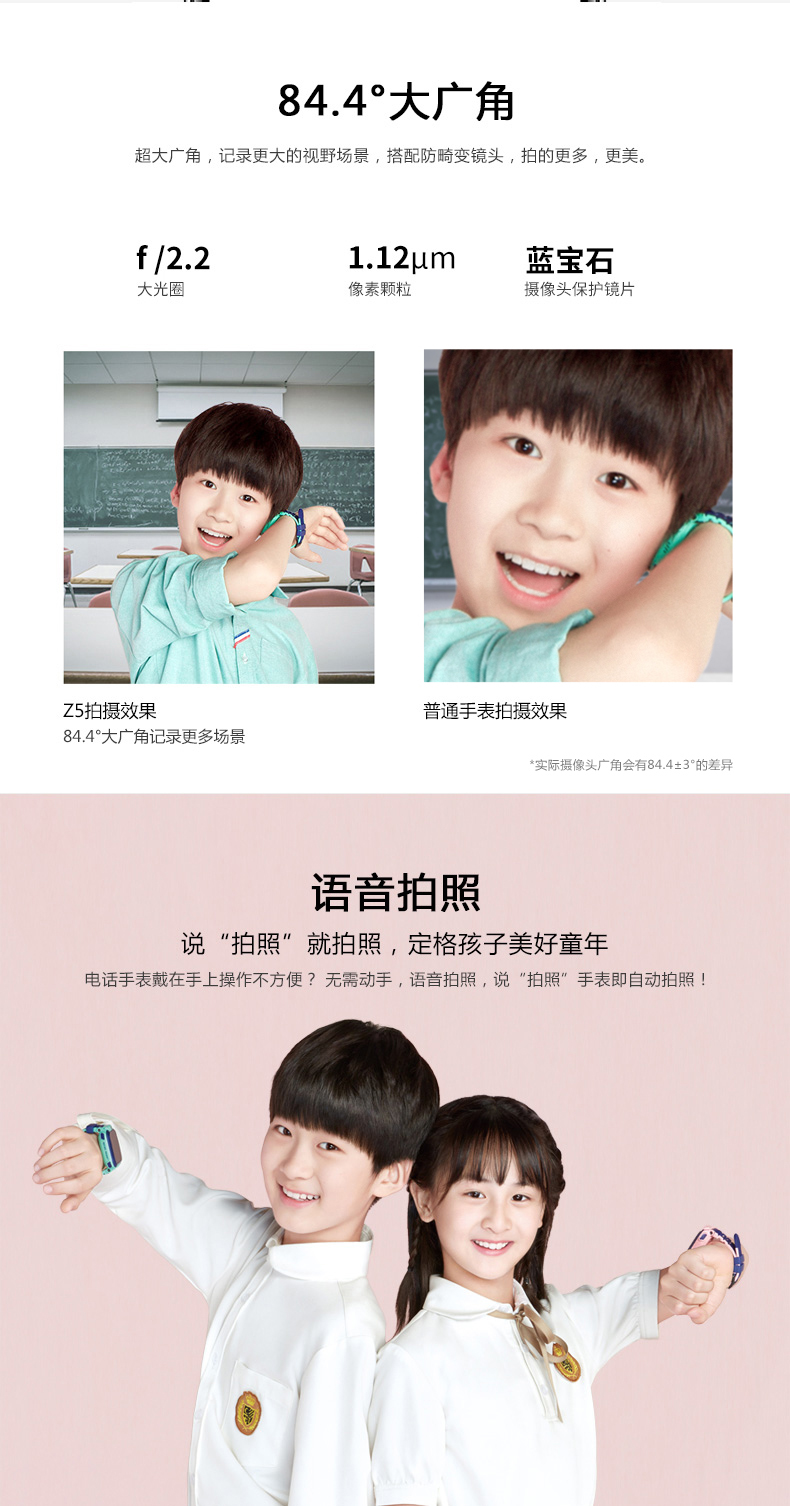 84.4°大广角
超大广角，记录更大的视野场景，搭配防畸变镜头，拍的更多，更美。
f /2.2
大光圈
1.12μm
像素颗粒
蓝宝石
摄像头保护镜片
Z5拍摄效果
84.4°大广角记录更多场景
普通手表拍摄效果
*实际摄像头广角会有84.4±3°的差异
语音拍照
说“拍照”就拍照，定格孩子美好童年
电话手表戴在手上操作不方便？无需动手，语音拍照，说“拍照”手表即自动拍照！